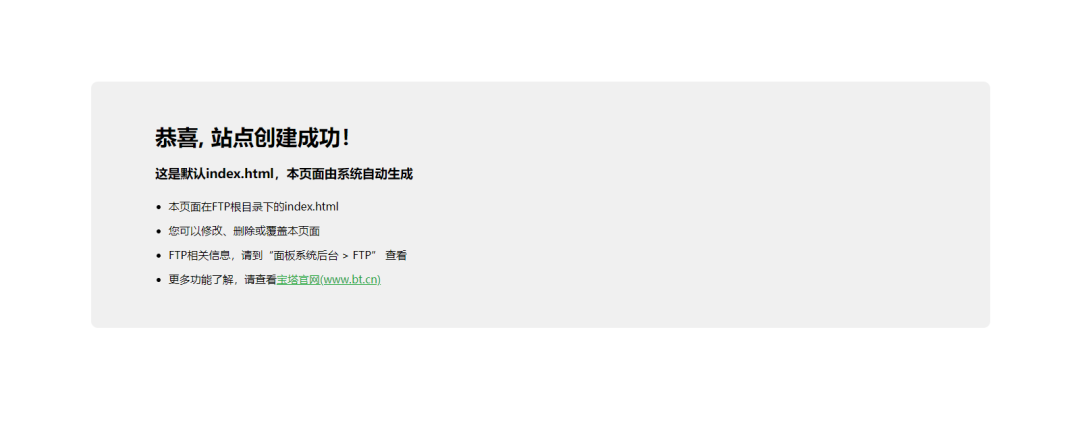 恭喜, 站点创建成功！
这是默认index.html，本页面由系统自动生成
本页面在FTP根目录下的index.html
您可以修改、删除或覆盖本页面
FTP相关信息，请到“面板系统后台 > FTP” 查看
更多功能了解，请查看宝塔官网(www.bt.cn)